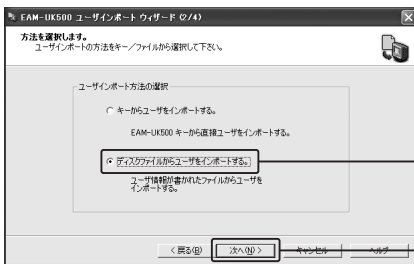 EAM-UK500 ユーザインポート ウィザード (2/4)
方法を選択します。
ユーザインポートの方法をキー/ファイルから選択して下さい。
ユーザインポート方法の選択
キーからユーザをインポートする。
EAM-UK500 キーから直接ユーザをインポートする。
ディスクファイルからユーザをインポートする。
ユーザ情報が書かれたファイルからユーザを
インポートする。
< 戻る(B) 次へ(N) > キャンセル ヘルプ